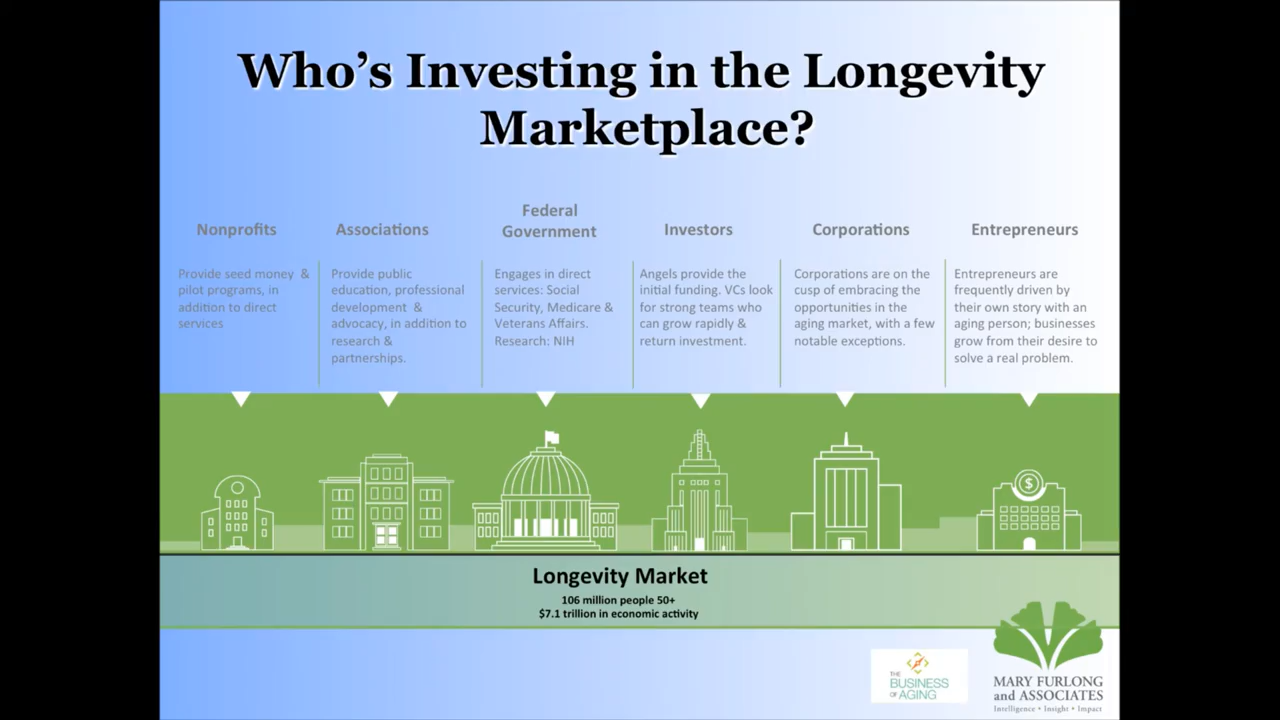 Who's Investing in the Longevity
Marketplace?
Nonprofits
Provide seed money & 
pilot programs, in
addition to direct
services
Associations
Provide public
education, professional
development &
advocacy, in addition to
research &
partnerships.
Federal
Government
Engages in direct
services: Social
Security, Medicare &
Veterans Affairs.
Research: NIH
Investors
Angels provide the
initial funding. VCs look
for strong teams who
can grow rapidly &
return investment.
Corporations
Corporations are on the
cusp of embracing the
opportunities in the
aging market, with a few
notable exceptions.
Entrepreneurs
Entrepreneurs are
frequently driven by
their own story with an
aging person; businesses
grow from their desire to
solve a real problem.
$
Longevity Market
106 million people 50+
$7.1 trillion in economic activity
THE
BUSINESS
OF AGING
MARY FURLONG
and ASSOCIATES
Intelligence • Insight • Impact